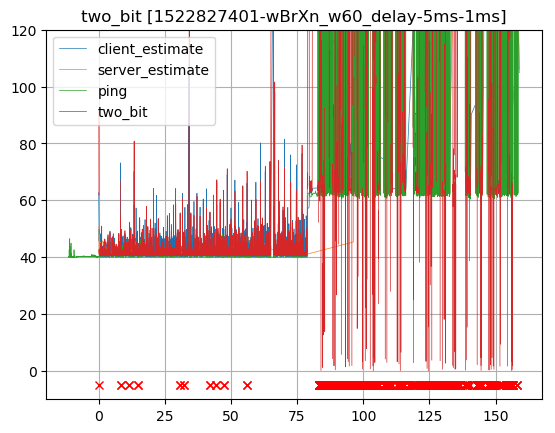 two_bit [1522827401-wBrXn_w60_delay-5ms-1ms]
client_estimate
server_estimate
ping
two_bit
120
100
80
60
40
20
0
0
25
50
75
100
125
150